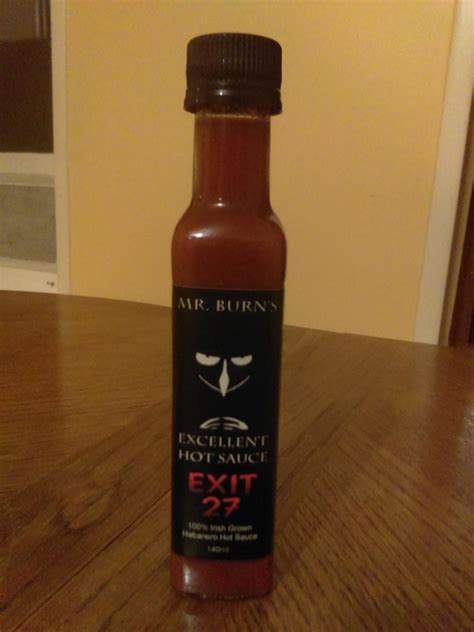 MR. BURN'S
EXCELLENT
HOT SAUCE
EXIT
27
100% Irish Grown
Habanero Hot Sauce
140ml